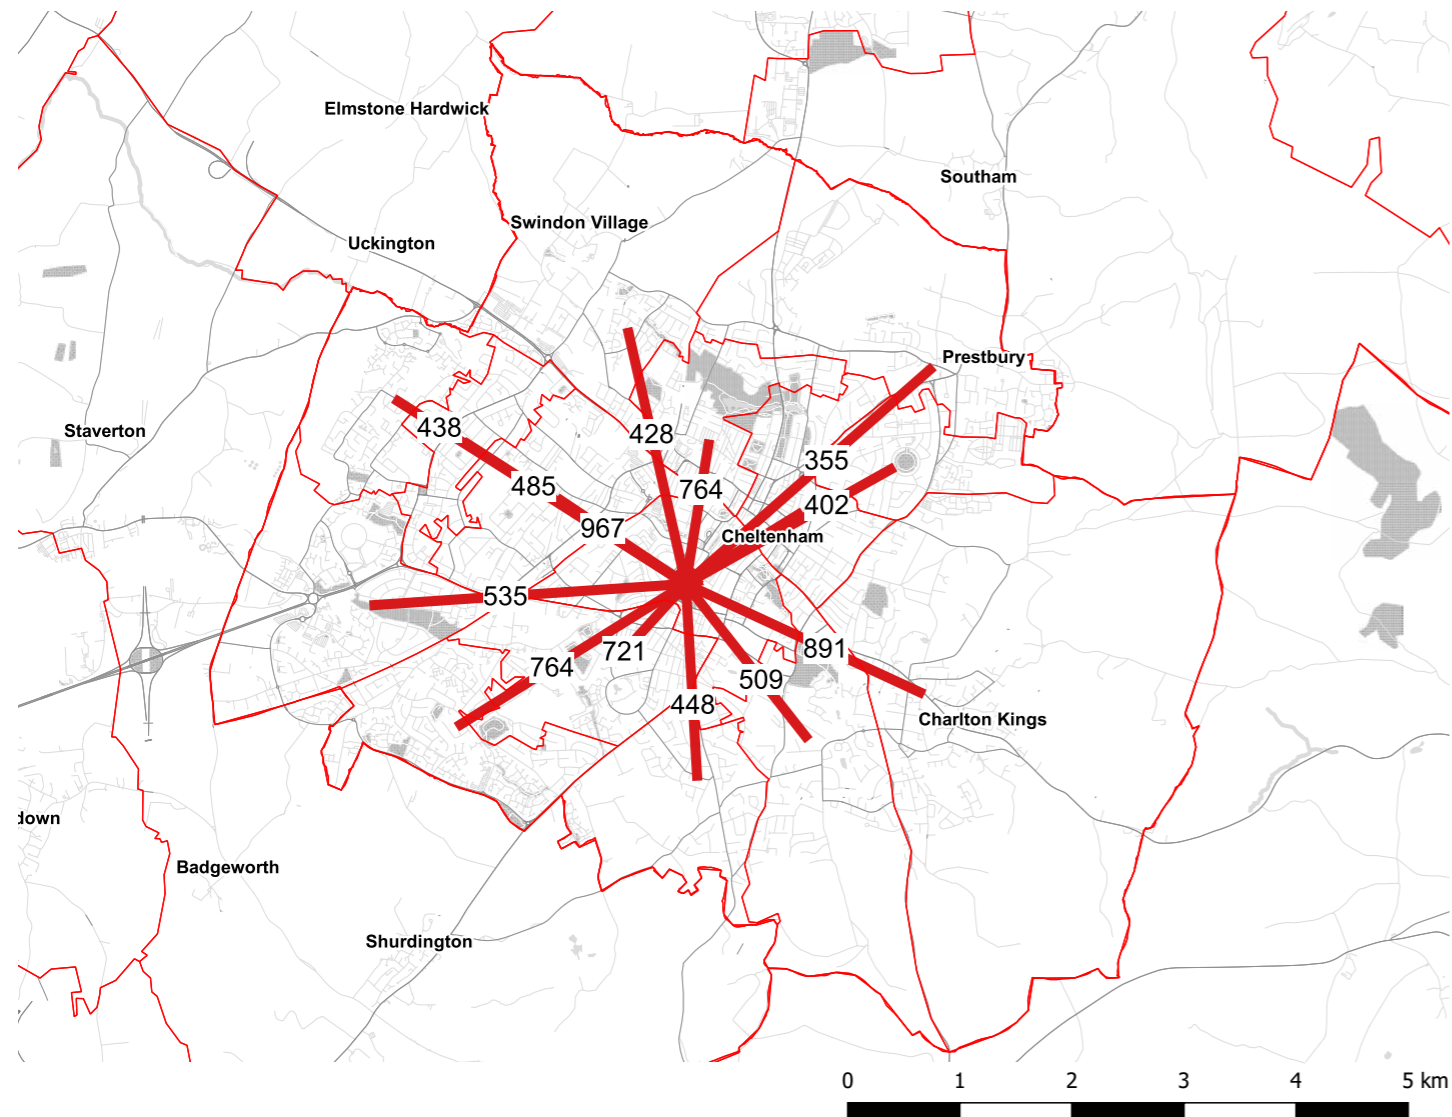 Elmstone Hardwick
Southam
Swindon Village
Uckington
Prestbury
438
428
Staverton
355
485
764
402
967
Cheltenham
535
891
721
764
509
448
Charlton Kings
down
Badgeworth
Shurdington
0 1 2 3 4 5 km